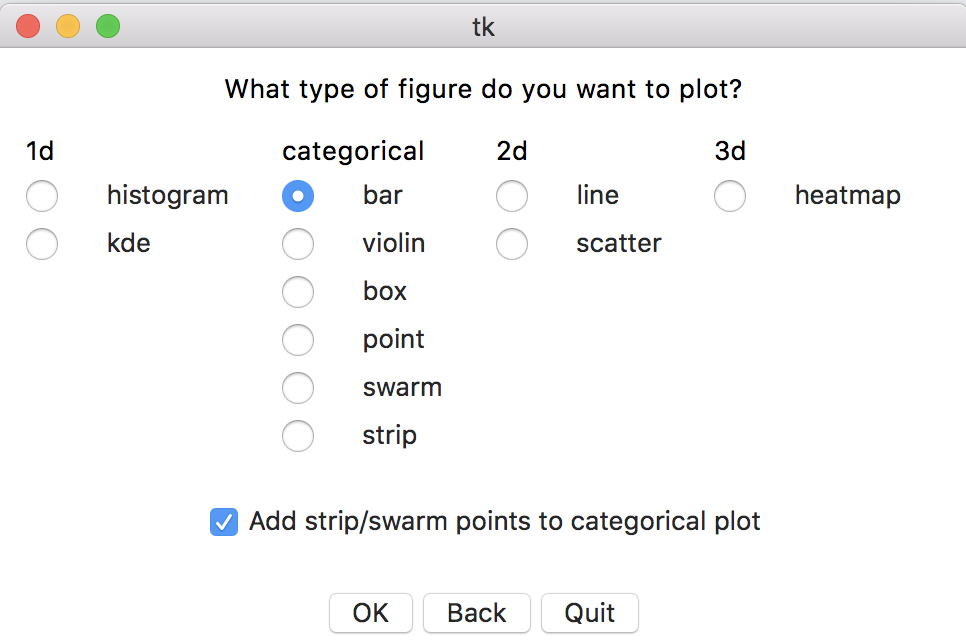 tk
What type of figure do you want to plot?
1d categorical 2d 3d
histogram bar line heatmap
kde violin scatter
box
point
swarm
strip
Add strip/swarm points to categorical plot
OK Back Quit